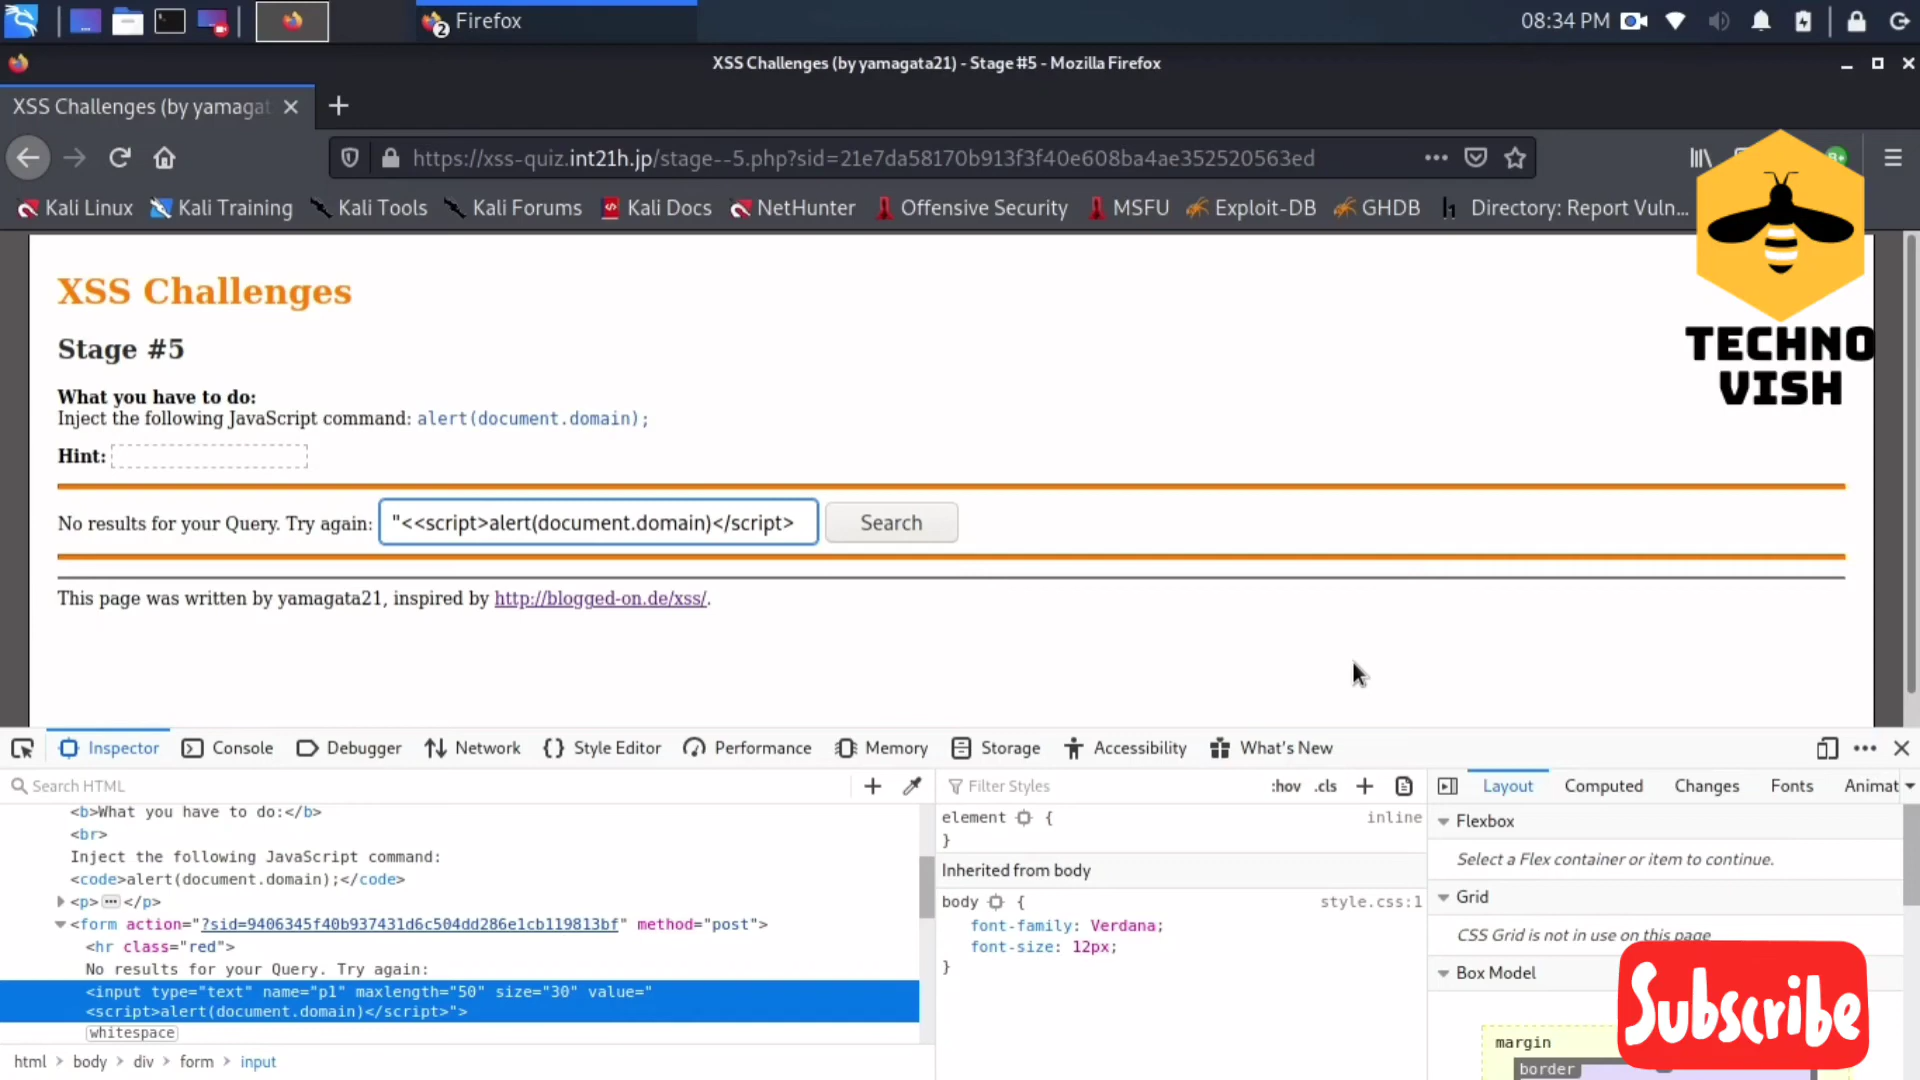 2 Firefox
08:34 PM
XSS Challenges (by yamagata21) - Stage #5 - Mozilla Firefox
XSS Challenges (by yamagat
https://xss-quiz.int21h.jp/stage--5.php?sid=21e7da58170b913f3f40e608ba4ae352520563ed
Kali Linux Kali Training Kali Tools Kali Forums Kali Docs NetHunter Offensive Security MSFU Exploit-DB GHDB Directory: Report Vuln...
TECHNO
VISH
XSS Challenges
Stage #5
What you have to do:
Inject the following JavaScript command: alert(document.domain);
Hint:
No results for your Query. Try again: "<<script>alert(document.domain)</script> Search
This page was written by yamagata21, inspired by http://blogged-on.de/xss/.
Inspector Console Debugger Network Style Editor Performance Memory Storage Accessibility What's New
Search HTML
Filter Styles :hov .cls
Layout Computed Changes Fonts Animat
<b>What you have to do:</b>
<br>
Inject the following JavaScript command:
<code>alert(document.domain);</code>
<p> </p>
<form action="?sid=9406345f40b937431d6c504dd286e1cb119813bf" method="post">
<hr class="red">
No results for your Query. Try again:
<input type="text" name="p1" maxlength="50" size="30" value="
<script>alert(document.domain)</script>">
whitespace
html > body > div > form > input
element { inline
}
Inherited from body
body { style.css:1
font-family: Verdana;
font-size: 12px;
}
Flexbox
Select a Flex container or item to continue.
Grid
CSS Grid is not in use on this page
Box Model
margin
border
Subscribe